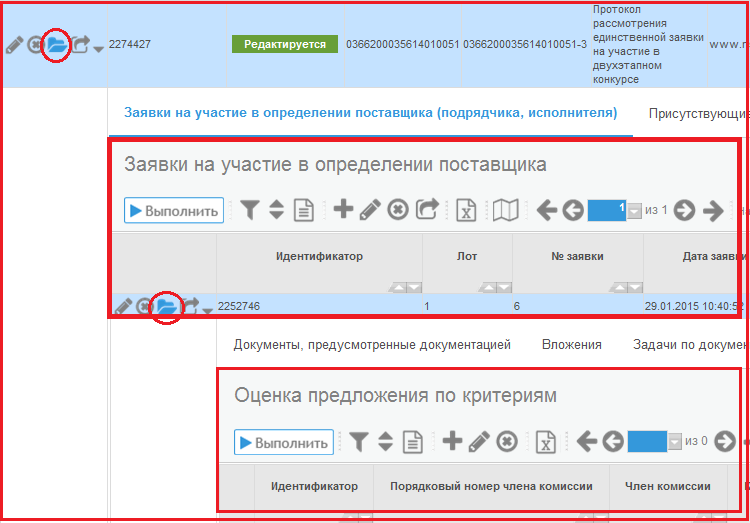 Протокол
рассмотрения
единственной заявки
на участие в
двухэтапном
конкурсе
2274427 Редактируется 0366200035614010051 0366200035614010051-3 www.
Заявки на участие в определении поставщика (подрядчика, исполнителя) Присутствующие
Заявки на участие в определении поставщика
Выполнить 1 из 1
Идентификатор Лот № заявки Дата заявки
2252746 1 6 29.01.2015 10:40:52
Документы, предусмотренные документацией Вложения Задачи по докумен
Оценка предложения по критериям
Выполнить из 0
Идентификатор Порядковый номер члена комиссии Член комиссии